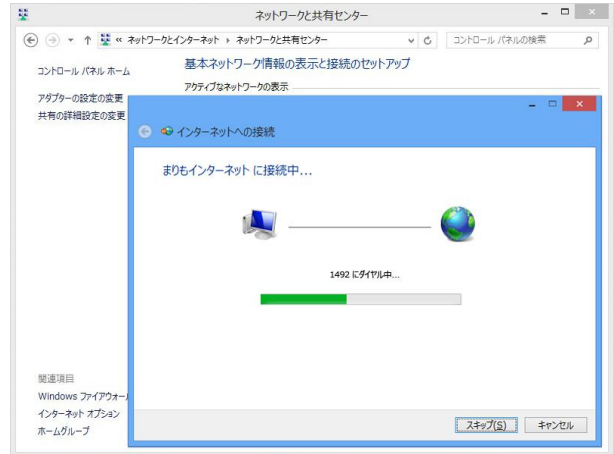 ネットワークと共有センター
« ネットワークとインターネット ▸ ネットワークと共有センター
コントロール パネルの検索
コントロール パネル ホーム
基本ネットワーク情報の表示と接続のセットアップ
アダプターの設定の変更
アクティブなネットワークの表示
共有の詳細設定の変更
インターネットへの接続
まりもインターネット に接続中...
1492 にダイヤル中...
関連項目
Windows ファイアウォー
インターネット オプション
ホームグループ
スキップ(S)
キャンセル